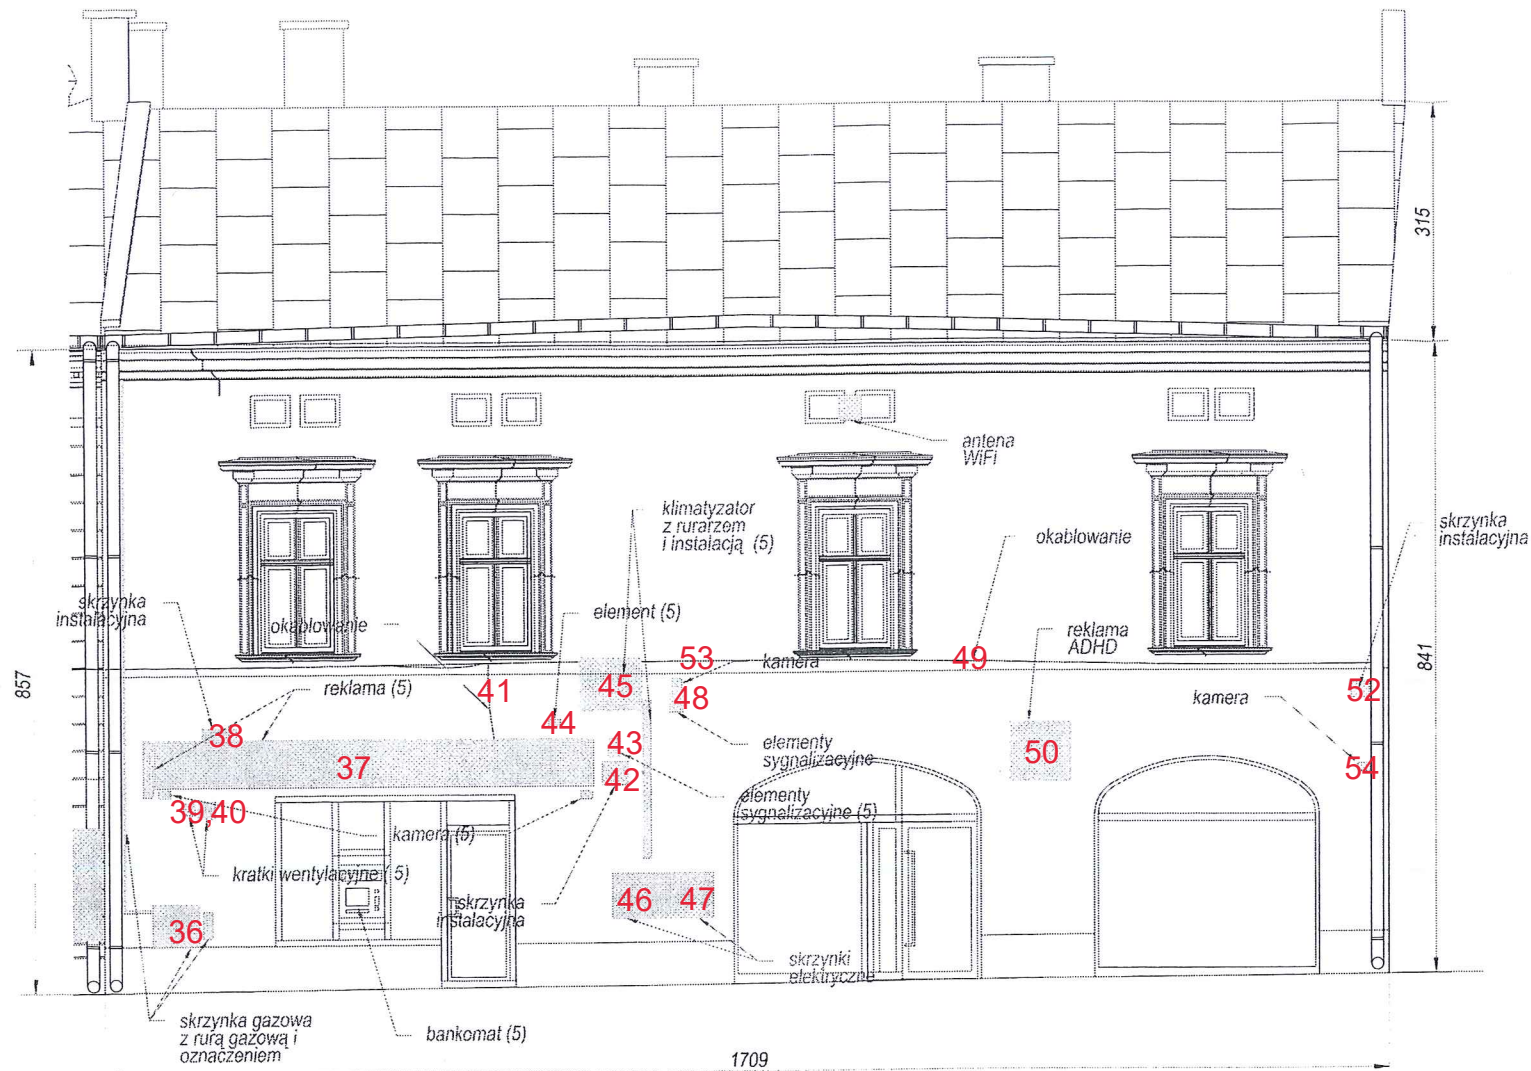 315
857
841
antena
WiFi
klimatyzator
z rurarzem
i instalacją (5)
okablowanie
skrzynka
instalacyjna
skrzynka
instalacyjna
okablowanie
element (5)
reklama
ADHD
53
kamera
49
reklama (5)
41
45
48
52
kamera
38
44
43
elementy
sygnalizacyjne
50
54
37
42
39,40
elementy
sygnalizacyjne (5)
kamera (5)
kratki wentylacyjne (5)
46
47
skrzynka
instalacyjna
36
skrzynki
elektryczne
skrzynka gazowa
z rurą gazową i
oznaczeniem
bankomat (5)
1709